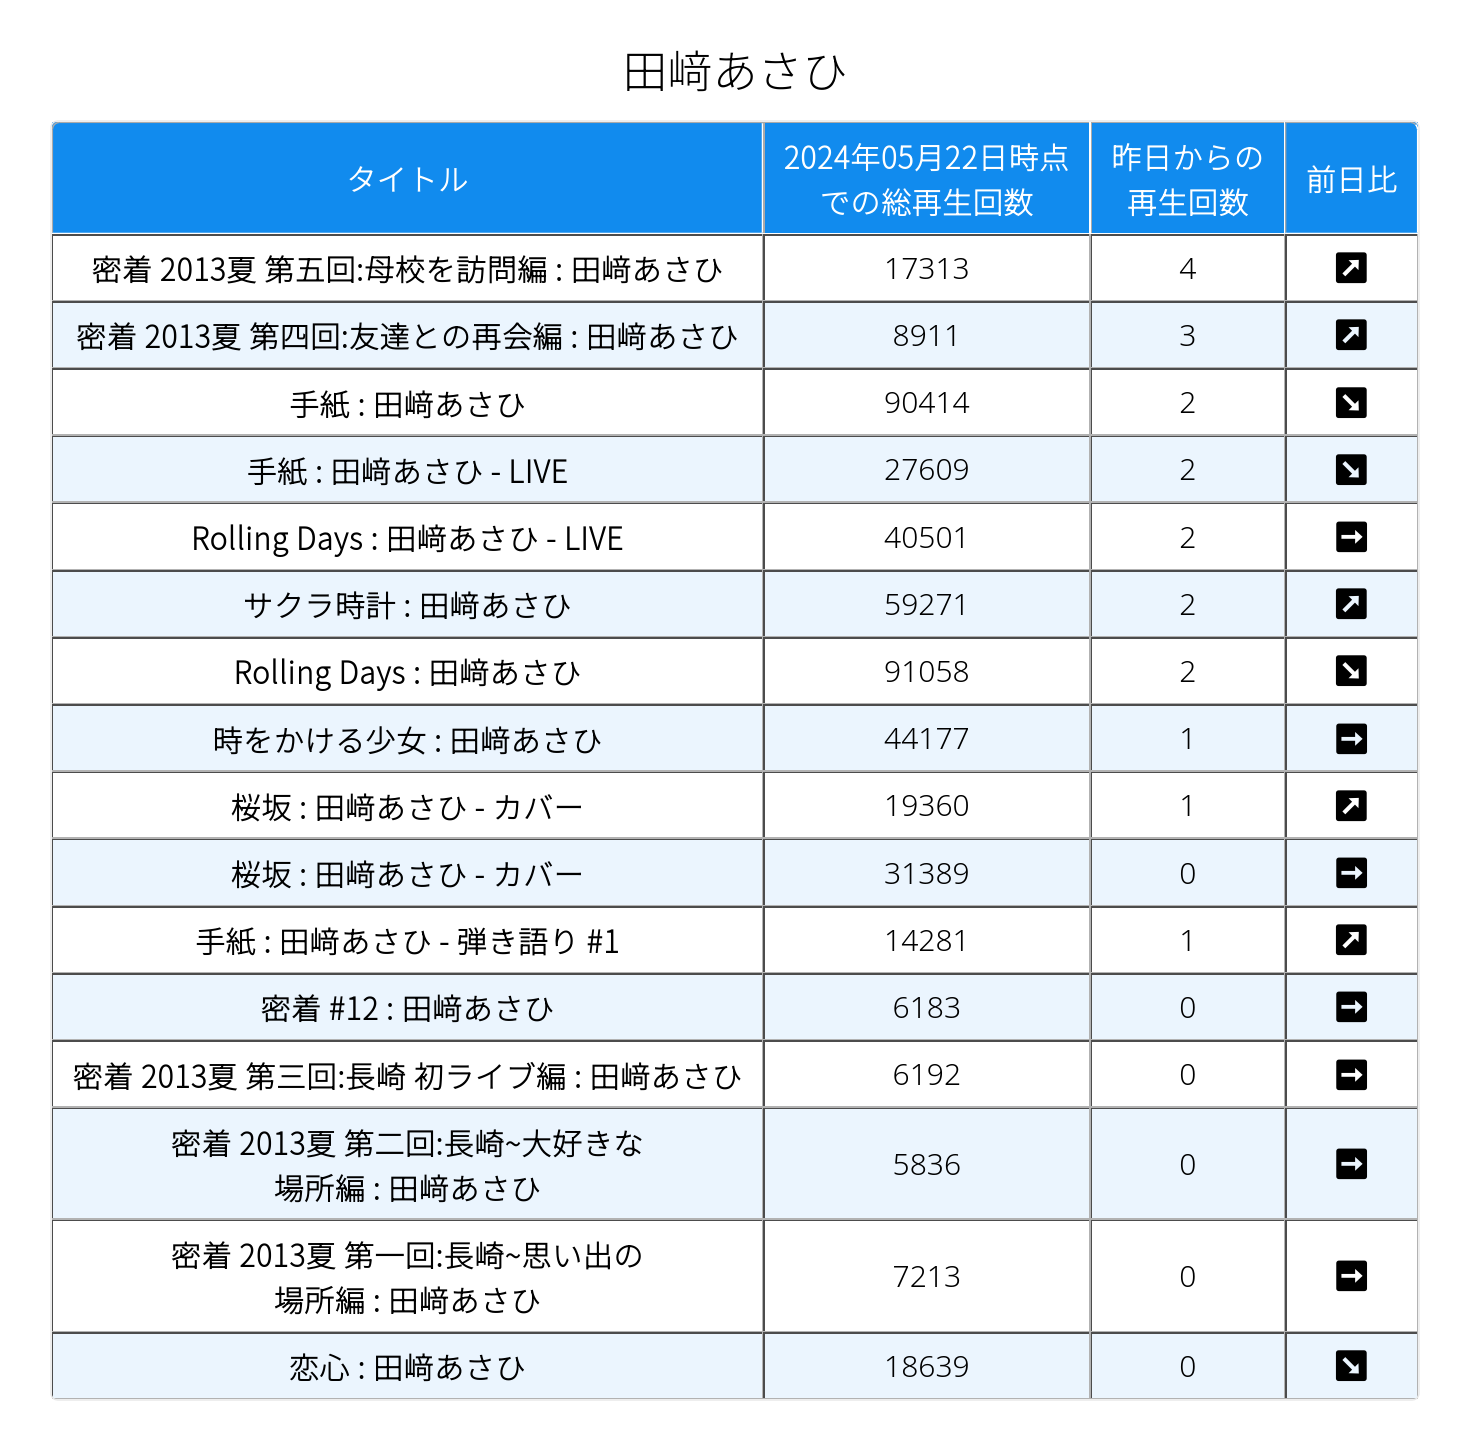 田﨑あさひ
タイトル
2024年05月22日時点
での総再生回数
昨日からの
再生回数
前日比
密着 2013夏 第五回:母校を訪問編 : 田﨑あさひ 17313 4 ↗
密着 2013夏 第四回:友達との再会編 : 田﨑あさひ 8911 3 ↗
手紙 : 田﨑あさひ 90414 2 ↘
手紙 : 田﨑あさひ - LIVE 27609 2 ↘
Rolling Days : 田﨑あさひ - LIVE 40501 2 →
サクラ時計 : 田﨑あさひ 59271 2 ↗
Rolling Days : 田﨑あさひ 91058 2 ↘
時をかける少女 : 田﨑あさひ 44177 1 →
桜坂 : 田﨑あさひ - カバー 19360 1 ↗
桜坂 : 田﨑あさひ - カバー 31389 0 →
手紙 : 田﨑あさひ - 弾き語り #1 14281 1 ↗
密着 #12 : 田﨑あさひ 6183 0 →
密着 2013夏 第三回:長崎 初ライブ編 : 田﨑あさひ 6192 0 →
密着 2013夏 第二回:長崎~大好きな
場所編 : 田﨑あさひ 5836 0 →
密着 2013夏 第一回:長崎~思い出の
場所編 : 田﨑あさひ 7213 0 →
恋心 : 田﨑あさひ 18639 0 ↘